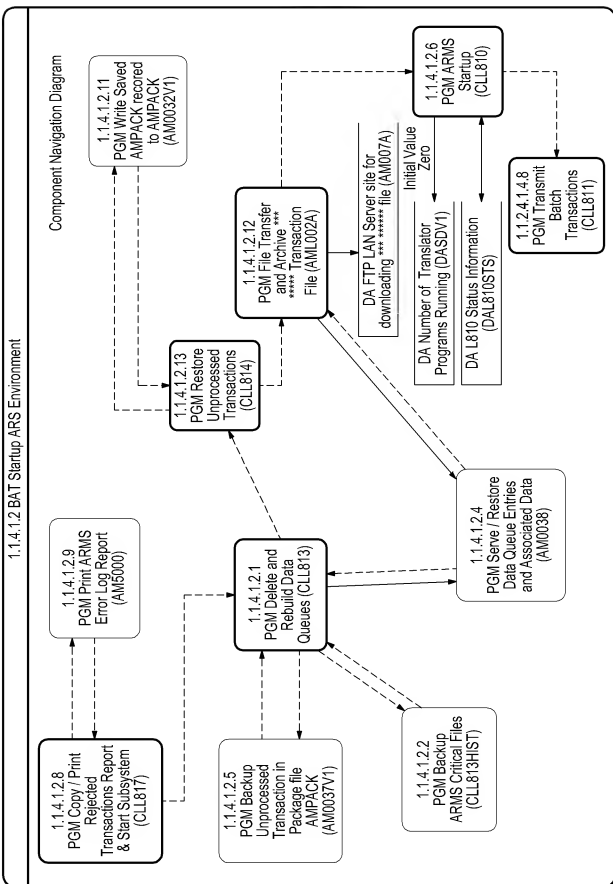 1.1.4.1.2 BAT Startup ARS Environment
Component Navigation Diagram
1.1.4.1.2.8
PGM Copy / Print
Rejected
Transactions Report
& Start Subsystem
(CLL817)
1.1.4.1.2.9
PGM Print ARMS
Error Log Report
(AM5000)
1.1.4.1.2.11
PGM Write Saved
AMPACK recored
to AMPACK
(AM0032V1)
1.1.4.1.2.13
PGM Restore
Unprocessed
Transactions
(CLL814)
1.1.4.1.2.5
PGM Backup
Unprocessed
Transaction in
Package file
AMPACK
(AM0037V1)
1.1.4.1.2.1
PGM Delete and
Rebuild Data
Queues (CLL813)
1.1.4.1.2.12
PGM File Transfer
and Archive ***
***** Transaction
File (AML002A)
1.1.4.1.2.2
PGM Backup
ARMS Critical Files
(CLL813HIST)
1.1.4.1.2.4
PGM Serve / Restore
Data Queue Entries
and Associated Data
(AM0038)
DA FTP LAN Server site for
downloading *** ****** file (AM007A)
Initial Value
Zero
DA Number of Translator
Programs Running (DASDV1)
DA L810 Status Information
(DAL810STS)
1.1.4.1.2.6
PGM ARMS
Startup
(CLL810)
1.1.2.4.1.4.8
PGM Transmit
Batch
Transactions
(CLL811)